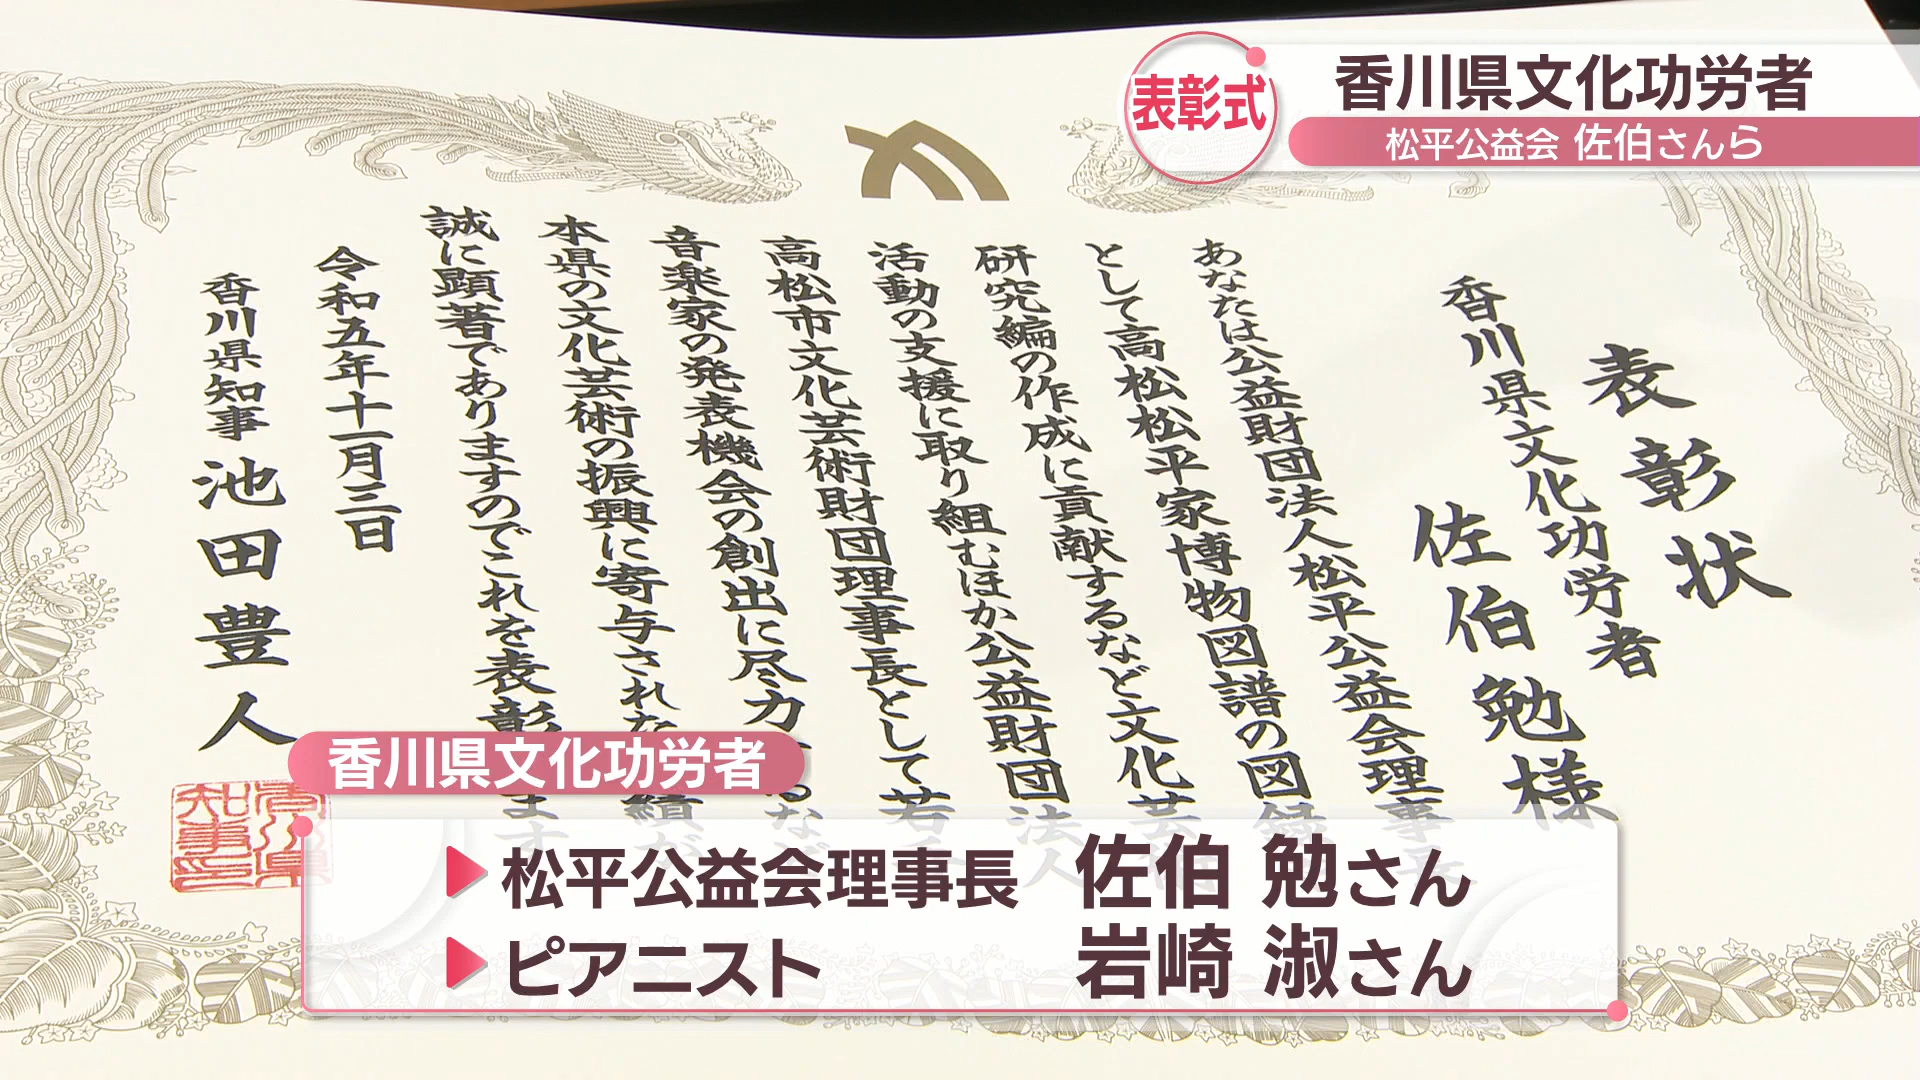 表彰式
香川県文化功労者
松平公益会 佐伯さんら
表彰状
香川県文化功労者
佐伯勉様
あなたは公益財団法人松平公益会理事長
として高松松平家博物図譜の図録
研究編の作成に貢献するなど文化芸
活動の支援に取り組むほか公益財団法人
高松市文化芸術財団理事長として若
音楽家の発表機会の創出に尽力
本県の文化芸術の振興に寄与された
誠に顕著でありますのでこれを表彰します
令和五年十一月三日
香川県知事 池田豊人
香川県知事印
香川県文化功労者
松平公益会理事長 佐伯 勉さん
ピアニスト 岩崎 淑さん